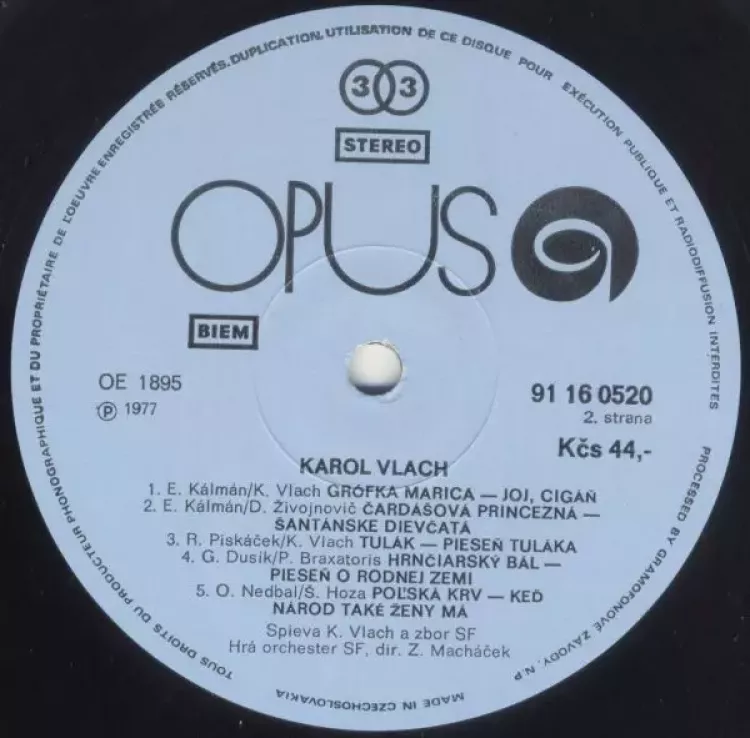 TOUS DROITS DU PRODUCTEUR PHONOGRAPHIQUE ET DU PROPRIÉTAIRE DE L'OEUVRE ENREGISTRÉE RÉSERVÉS. DUPLICATION, UTILISATION DE CE DISQUE POUR EXÉCUTION PUBLIQUE ET RADIODIFFUSION INTERDITES
33
STEREO
OPUS
BIEM
OE 1895
℗ 1977
91 16 0520
2. strana
Kčs 44,-
KAROL VLACH
1. E. Kálmán/K. Vlach GRÓFKA MARICA — JOJ, CIGÁŇ
2. E. Kálmán/D. Živojnovič ČARDÁŠOVÁ PRINCEZNÁ —
ŠANTÁNSKE DIEVČATÁ
3. R. Piskáček/K. Vlach TULÁK — PIESEŇ TULÁKA
4. G. Dusík/P. Braxatoris HRNČIARSKÝ BÁL —
PIESEŇ O RODNEJ ZEMI
5. O. Nedbal/Š. Hoza POĽSKÁ KRV — KEĎ
NÁROD TAKÉ ŽENY MÁ
Spieva K. Vlach a zbor SF
Hrá orchester SF, dir. Z. Macháček
PROCESSED BY GRAMOFONOVÉ ZÁVODY, N.P.
MADE IN CZECHOSLOVAKIA